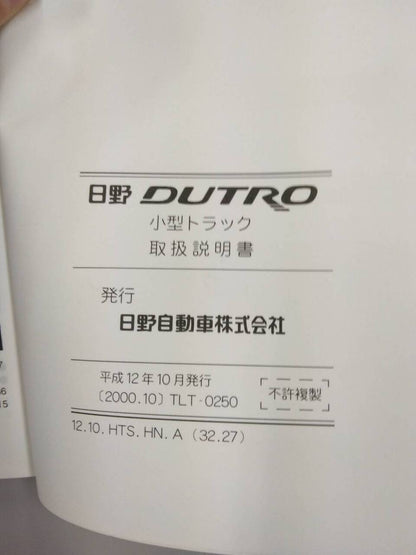 日野 DUTRO
小型トラック
取扱説明書
発行
日野自動車株式会社
平成12年10月発行
〔2000.10〕TLT-0250
不許複製
12.10. HTS. HN. A (32.27)
15